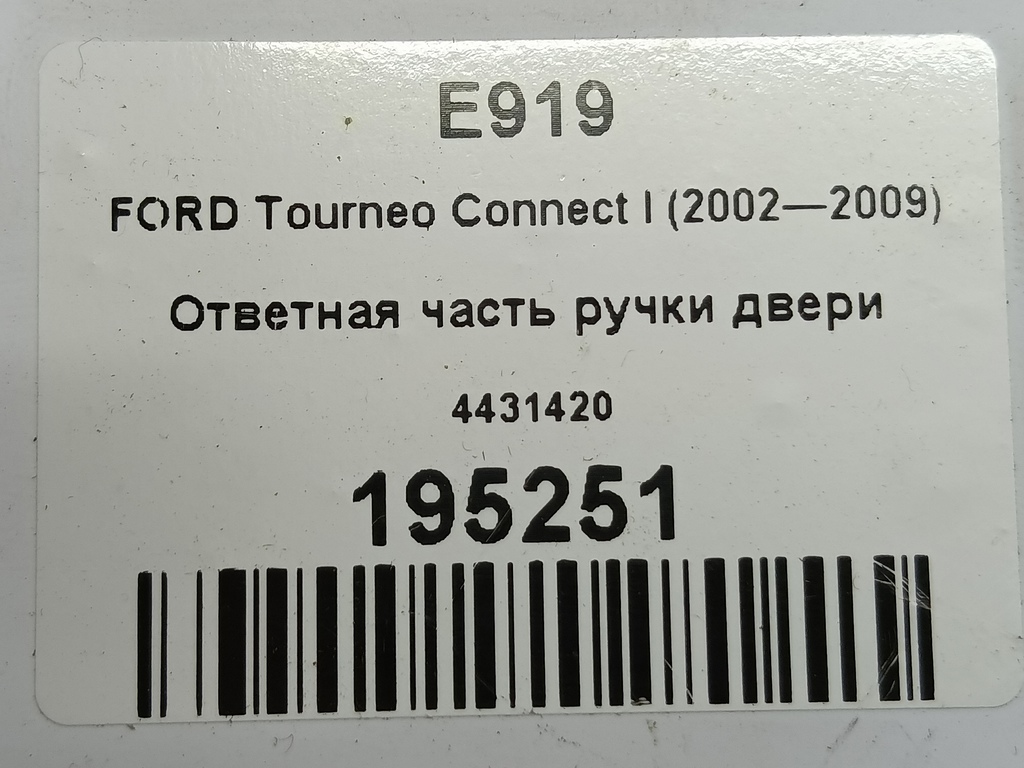 E919
FORD Tourneo Connect I (2002—2009)
Ответная часть ручки двери
4431420
195251